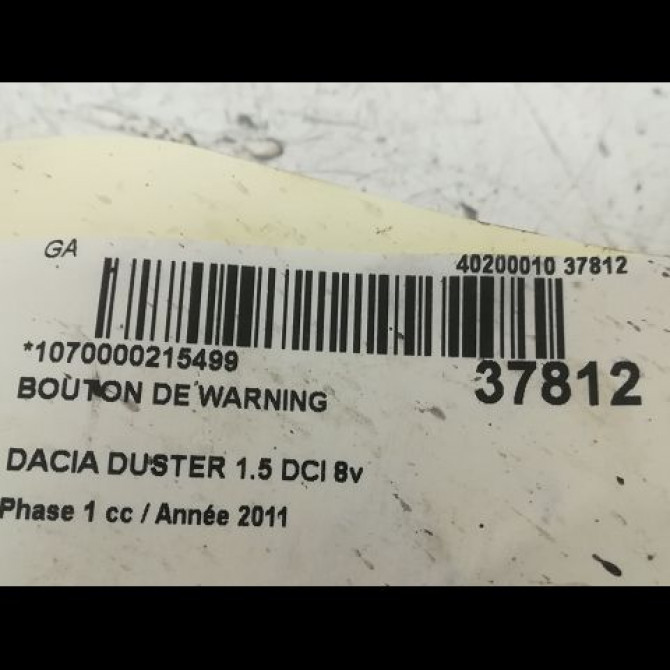 GA
40200010 37812
*1070000215499
37812
BOUTON DE WARNING
DACIA DUSTER 1.5 DCI 8v
Phase 1 cc / Année 2011